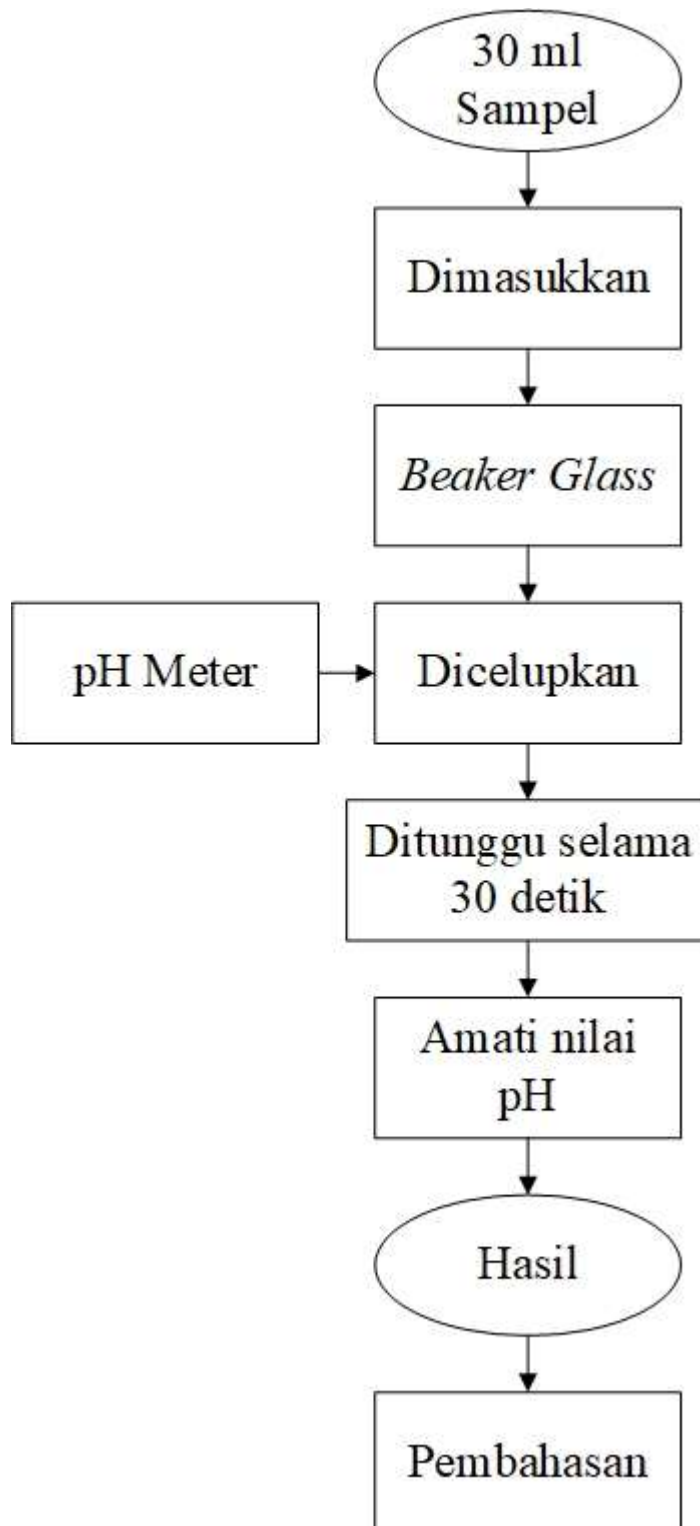 30 ml
Sampel
Dimasukkan
Beaker Glass
pH Meter
Dicelupkan
Ditunggu selama
30 detik
Amati nilai
pH
Hasil
Pembahasan